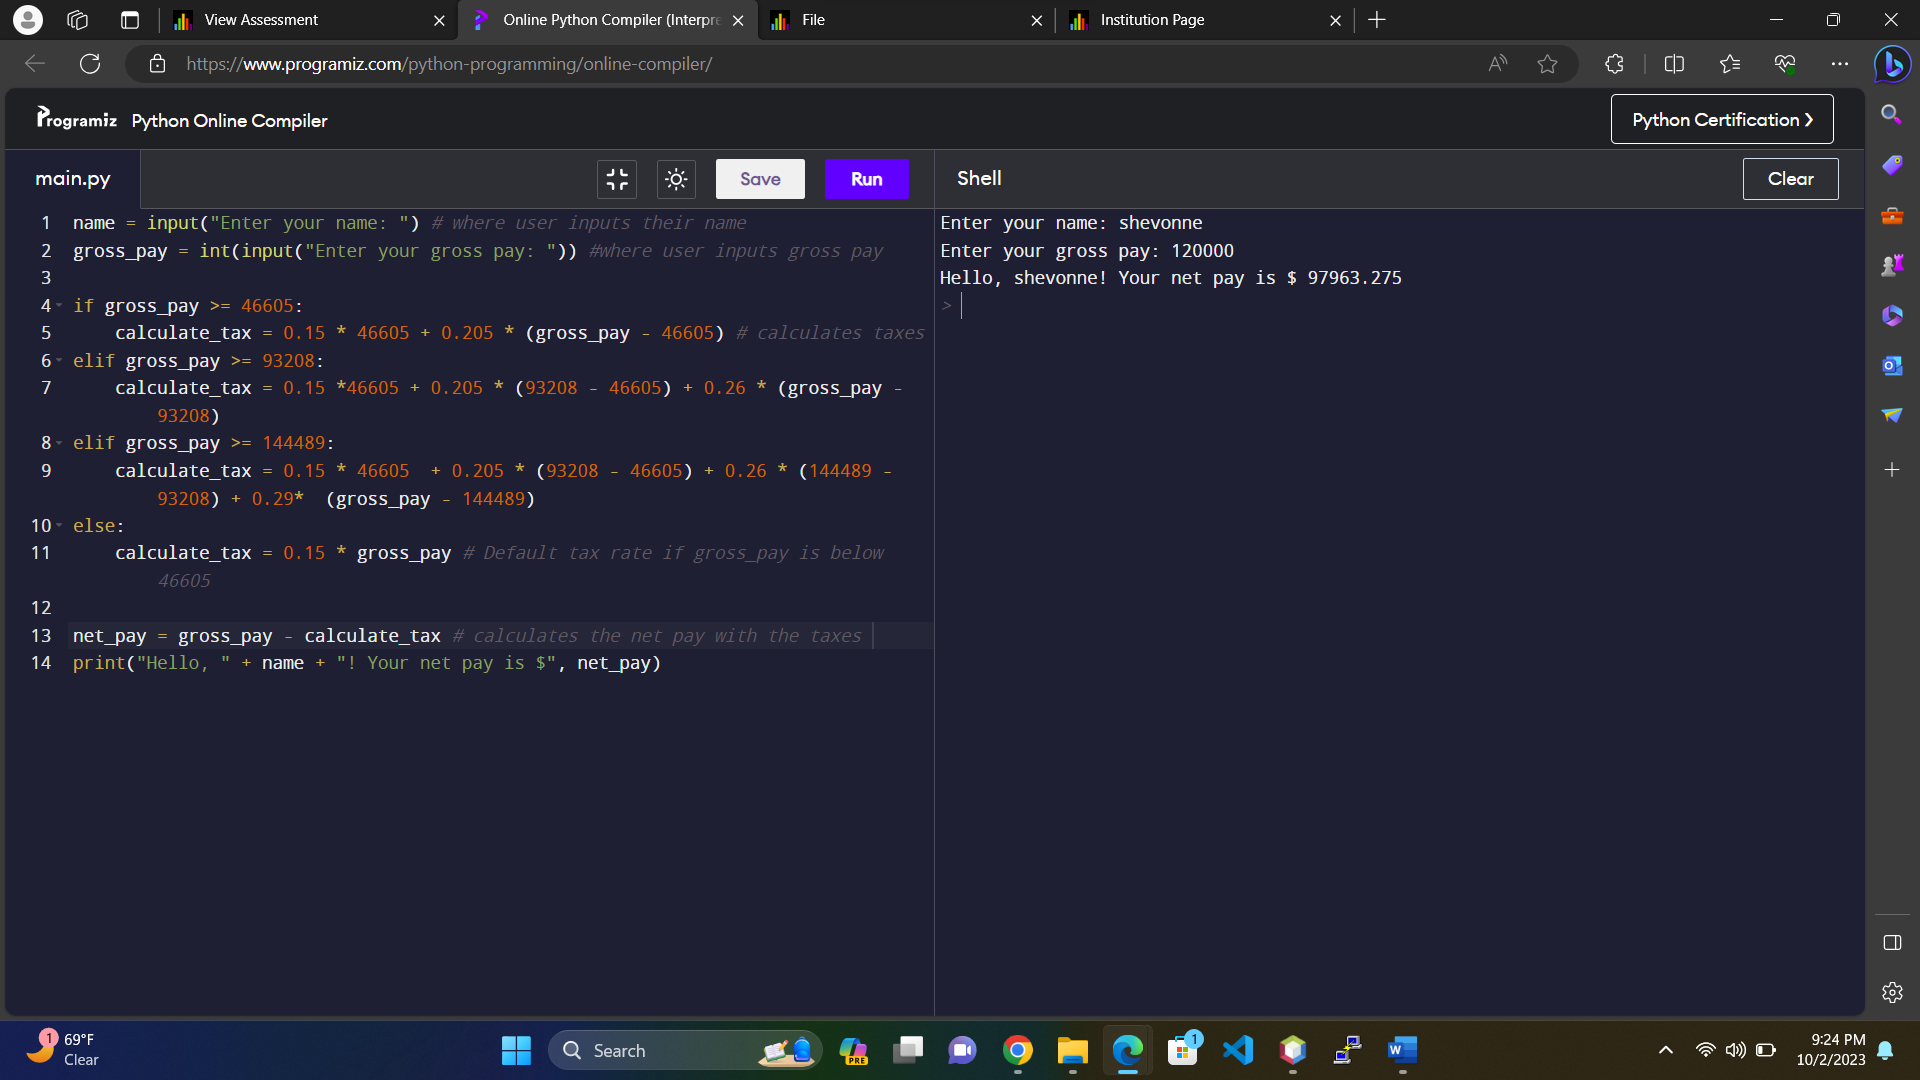 View Assessment
Online Python Compiler (Interpre
File
Institution Page
https://www.programiz.com/python-programming/online-compiler/
Programiz Python Online Compiler
Python Certification
main.py
Save
Run
Shell
Clear
1 name = input("Enter your name: ") # where user inputs their name
2 gross_pay = int(input("Enter your gross pay: ")) #where user inputs gross pay
3
4 if gross_pay >= 46605:
5 calculate_tax = 0.15 * 46605 + 0.205 * (gross_pay - 46605) # calculates taxes
6 elif gross_pay >= 93208:
7 calculate_tax = 0.15 *46605 + 0.205 * (93208 - 46605) + 0.26 * (gross_pay -
93208)
8 elif gross_pay >= 144489:
9 calculate_tax = 0.15 * 46605  + 0.205 * (93208 - 46605) + 0.26 * (144489 -
93208) + 0.29*  (gross_pay - 144489)
10 else:
11 calculate_tax = 0.15 * gross_pay # Default tax rate if gross_pay is below
46605
12
13 net_pay = gross_pay - calculate_tax # calculates the net pay with the taxes
14 print("Hello, " + name + "! Your net pay is $", net_pay)
Enter your name: shevonne
Enter your gross pay: 120000
Hello, shevonne! Your net pay is $ 97963.275
>
1
69°F
Clear
Search
PRE
1
9:24 PM
10/2/2023